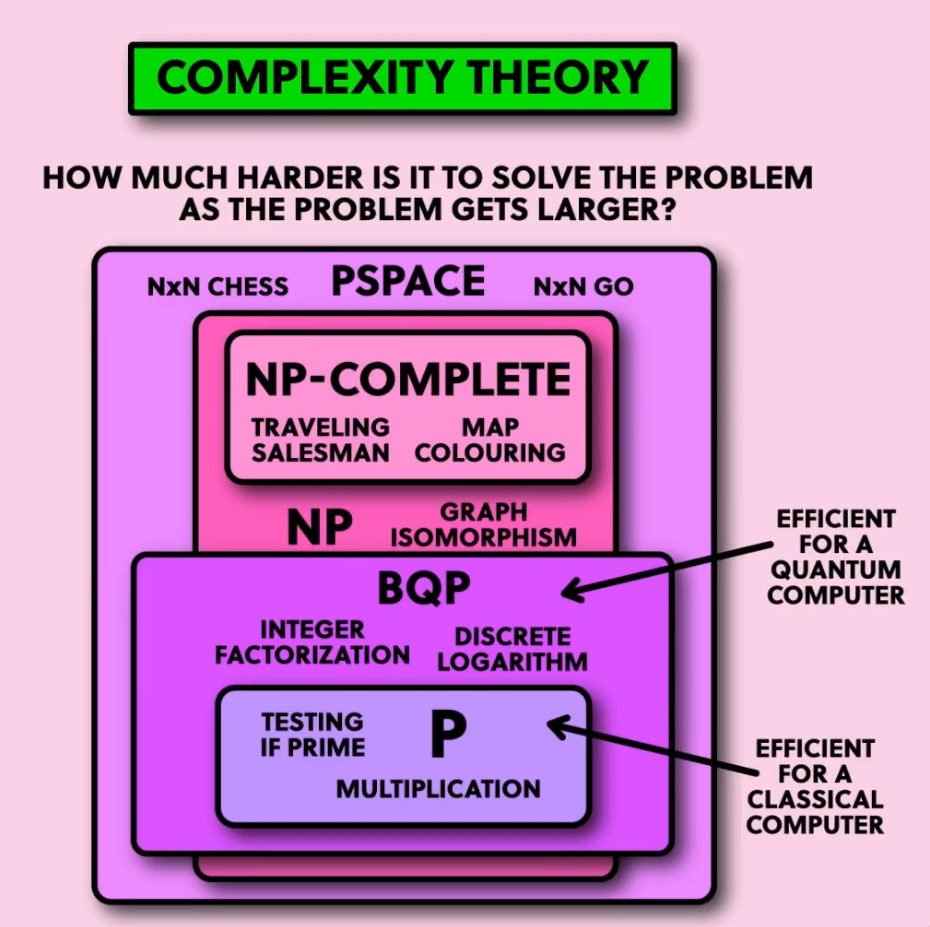 COMPLEXITY THEORY
HOW MUCH HARDER IS IT TO SOLVE THE PROBLEM
AS THE PROBLEM GETS LARGER?
NxN CHESS
PSPACE
NxN GO
NP-COMPLETE
TRAVELING
SALESMAN
MAP
COLOURING
NP
GRAPH
ISOMORPHISM
BQP
INTEGER
FACTORIZATION
DISCRETE
LOGARITHM
TESTING
IF PRIME
P
MULTIPLICATION
EFFICIENT
FOR A
QUANTUM
COMPUTER
EFFICIENT
FOR A
CLASSICAL
COMPUTER